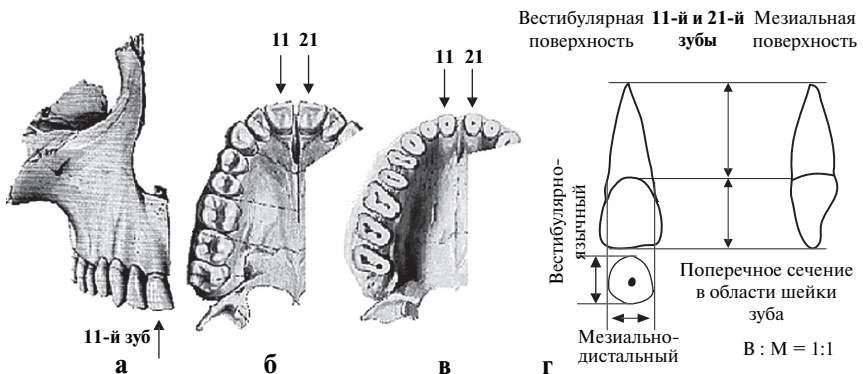 Вестибулярная 11-й и 21-й Мезиальная
поверхность зубы поверхность
11 21
11 21
Вестибулярно-
язычный
Поперечное сечение
в области шейки
зуба
11-й зуб
Мезиально-
дистальный
В : М = 1:1
а б в г